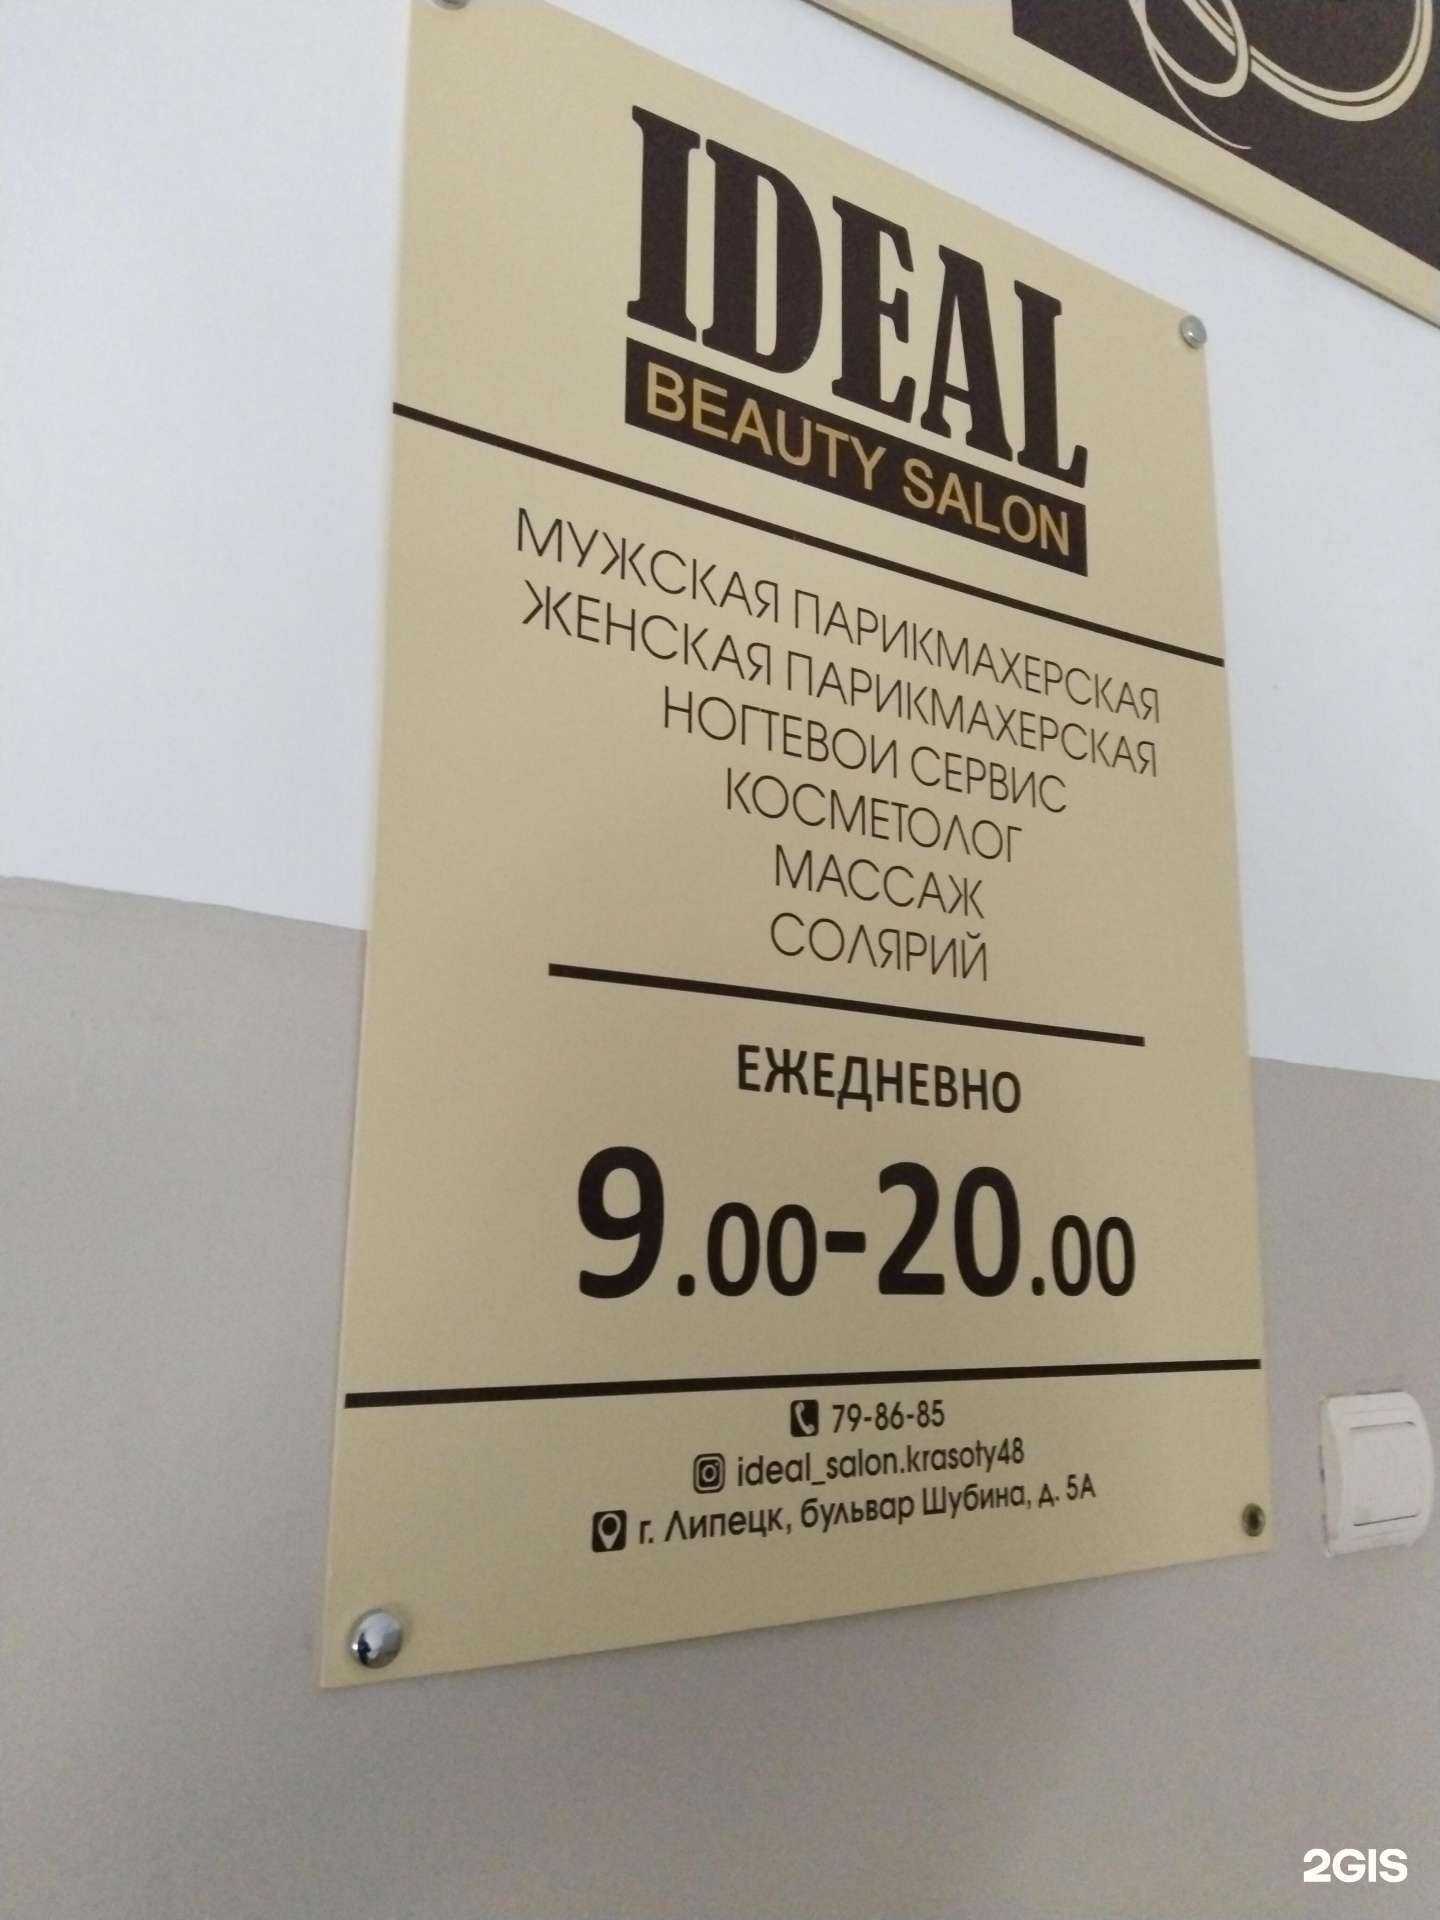 IDEAL
BEAUTY SALON
МУЖСКАЯ ПАРИКМАХЕРСКАЯ
ЖЕНСКАЯ ПАРИКМАХЕРСКАЯ
НОГТЕВОИ СЕРВИС
КОСМЕТОЛОГ
МАССАЖ
СОЛЯРИЙ
ЕЖЕДНЕВНО
9.00-20.00
79-86-85
ideal_salon.krasoty48
г. Липецк, бульвар Шубина, д. 5А
2GIS